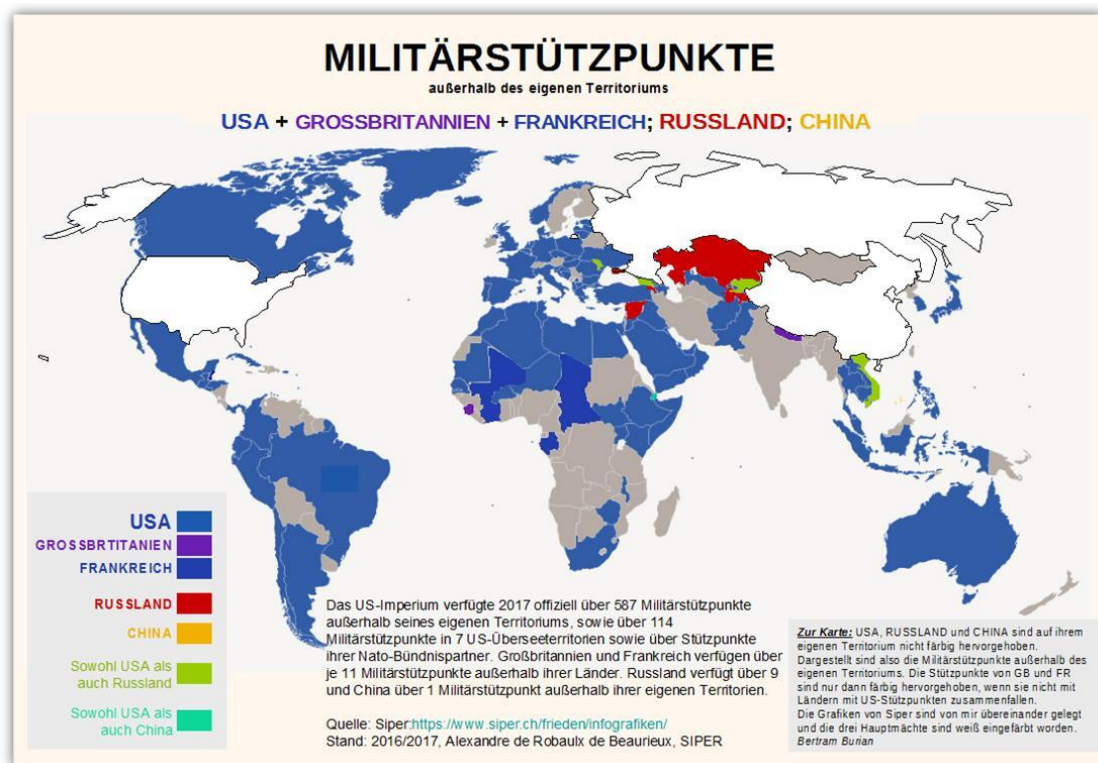 MILITÄRSTÜTZPUNKTE
außerhalb des eigenen Territoriums
USA + GROSSBRITANNIEN + FRANKREICH; RUSSLAND; CHINA
USA
GROSSBRTITANIEN
FRANKREICH
RUSSLAND
CHINA
Sowohl USA als
auch Russland
Sowohl USA als
auch China
Das US-Imperium verfügte 2017 offiziell über 587 Militärstützpunkte
außerhalb seines eigenen Territoriums, sowie über 114
Militärstützpunkte in 7 US-Überseeterritorien sowie über Stützpunkte
ihrer Nato-Bündnispartner. Großbritannien und Frankreich verfügen über
je 11 Militärstützpunkte außerhalb ihrer Länder. Russland verfügt über 9
und China über 1 Militärstützpunkt außerhalb ihrer eigenen Territorien.
Quelle: Siper:https://www.siper.ch/frieden/infografiken/
Stand: 2016/2017, Alexandre de Robaulx de Beaurieux, SIPER
Zur Karte: USA, RUSSLAND und CHINA sind auf ihrem
eigenen Territorium nicht färbig hervorgehoben.
Dargestellt sind also die Militärstützpunkte außerhalb des
eigenen Territoriums. Die Stützpunkte von GB und FR
sind nur dann färbig hervorgehoben, wenn sie nicht mit
Ländern mit US-Stützpunkten zusammenfallen.
Die Grafiken von Siper sind von mir übereinander gelegt
und die drei Hauptmächte sind weiß eingefärbt worden.
Bertram Burian